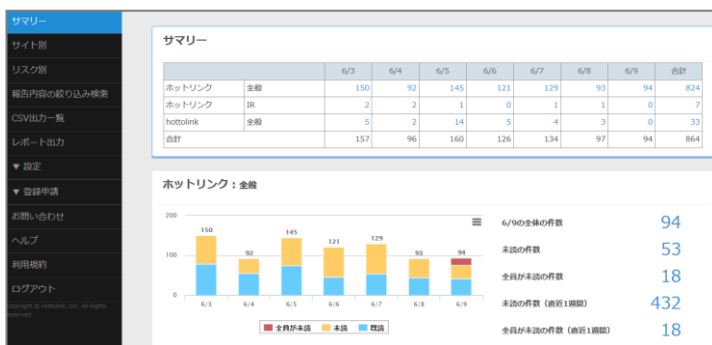 サマリー
サイト別
リスク別
報告内容の絞り込み検索
CSV出力一覧
レポート出力
▼ 設定
▼ 登録申請
お問い合わせ
ヘルプ
利用規約
ログアウト
Copyright © Hottolink, Inc. All Rights
Reserved
サマリー
6/3 6/4 6/5 6/6 6/7 6/8 6/9 合計
ホットリンク 全般 150 92 145 121 129 93 94 824
ホットリンク IR 2 2 1 0 1 1 0 7
hottolink 全般 5 2 14 5 4 3 0 33
合計 157 96 160 126 134 97 94 864
ホットリンク：全般
200
100
0
150 92 145 121 129 93 94
6/3 6/4 6/5 6/6 6/7 6/8 6/9
全員が未読 未読 既読
6/9の全体の件数 94
未読の件数 53
全員が未読の件数 18
未読の件数（直近1週間） 432
全員が未読の件数（直近1週間） 18